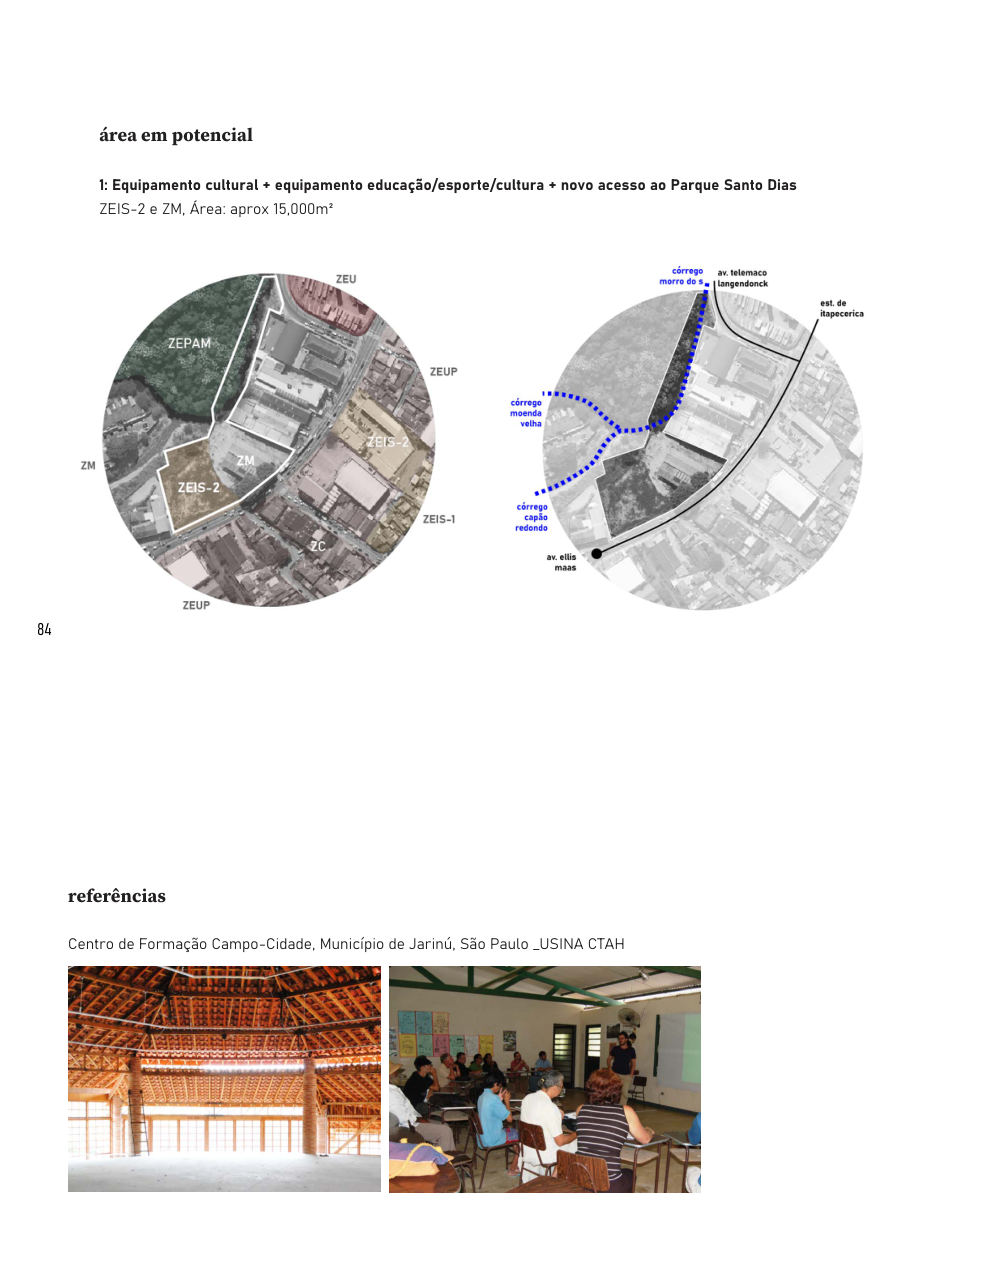 área em potencial
1: Equipamento cultural + equipamento educação/esporte/cultura + novo acesso ao Parque Santo Dias
ZEIS-2 e ZM, Área: aprox 15,000m²
ZEU
ZEPAM
ZEUP
ZEIS-2
ZM
ZM
ZEIS-2
ZEIS-1
ZC
ZEUP
córrego
morro do s
av. telemaco
langendonck
est. de
itapecerica
córrego
moenda
velha
córrego
capão
redondo
av. ellis
maas
84
referências
Centro de Formação Campo-Cidade, Município de Jarinú, São Paulo _USINA CTAH